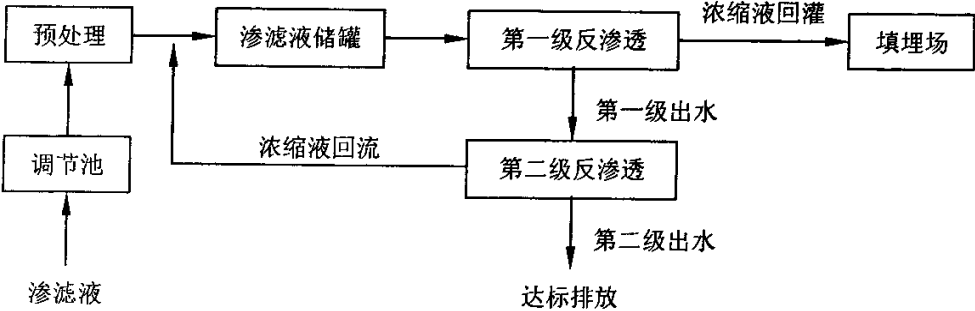 浓缩液回灌
预处理
渗滤液储罐
第一级反渗透
填埋场
第一级出水
浓缩液回流
调节池
第二级反渗透
第二级出水
渗滤液
达标排放